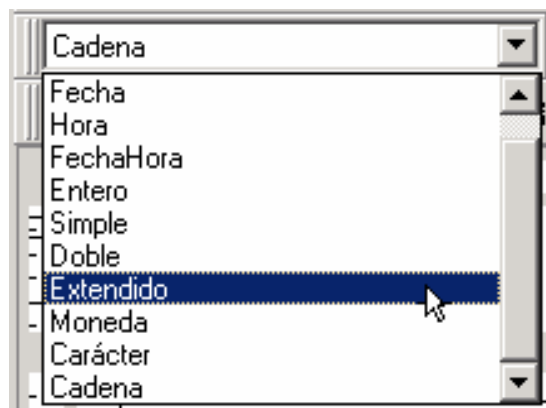 Cadena
Fecha
Hora
FechaHora
Entero
Simple
Doble
Extendido
Moneda
Carácter
Cadena